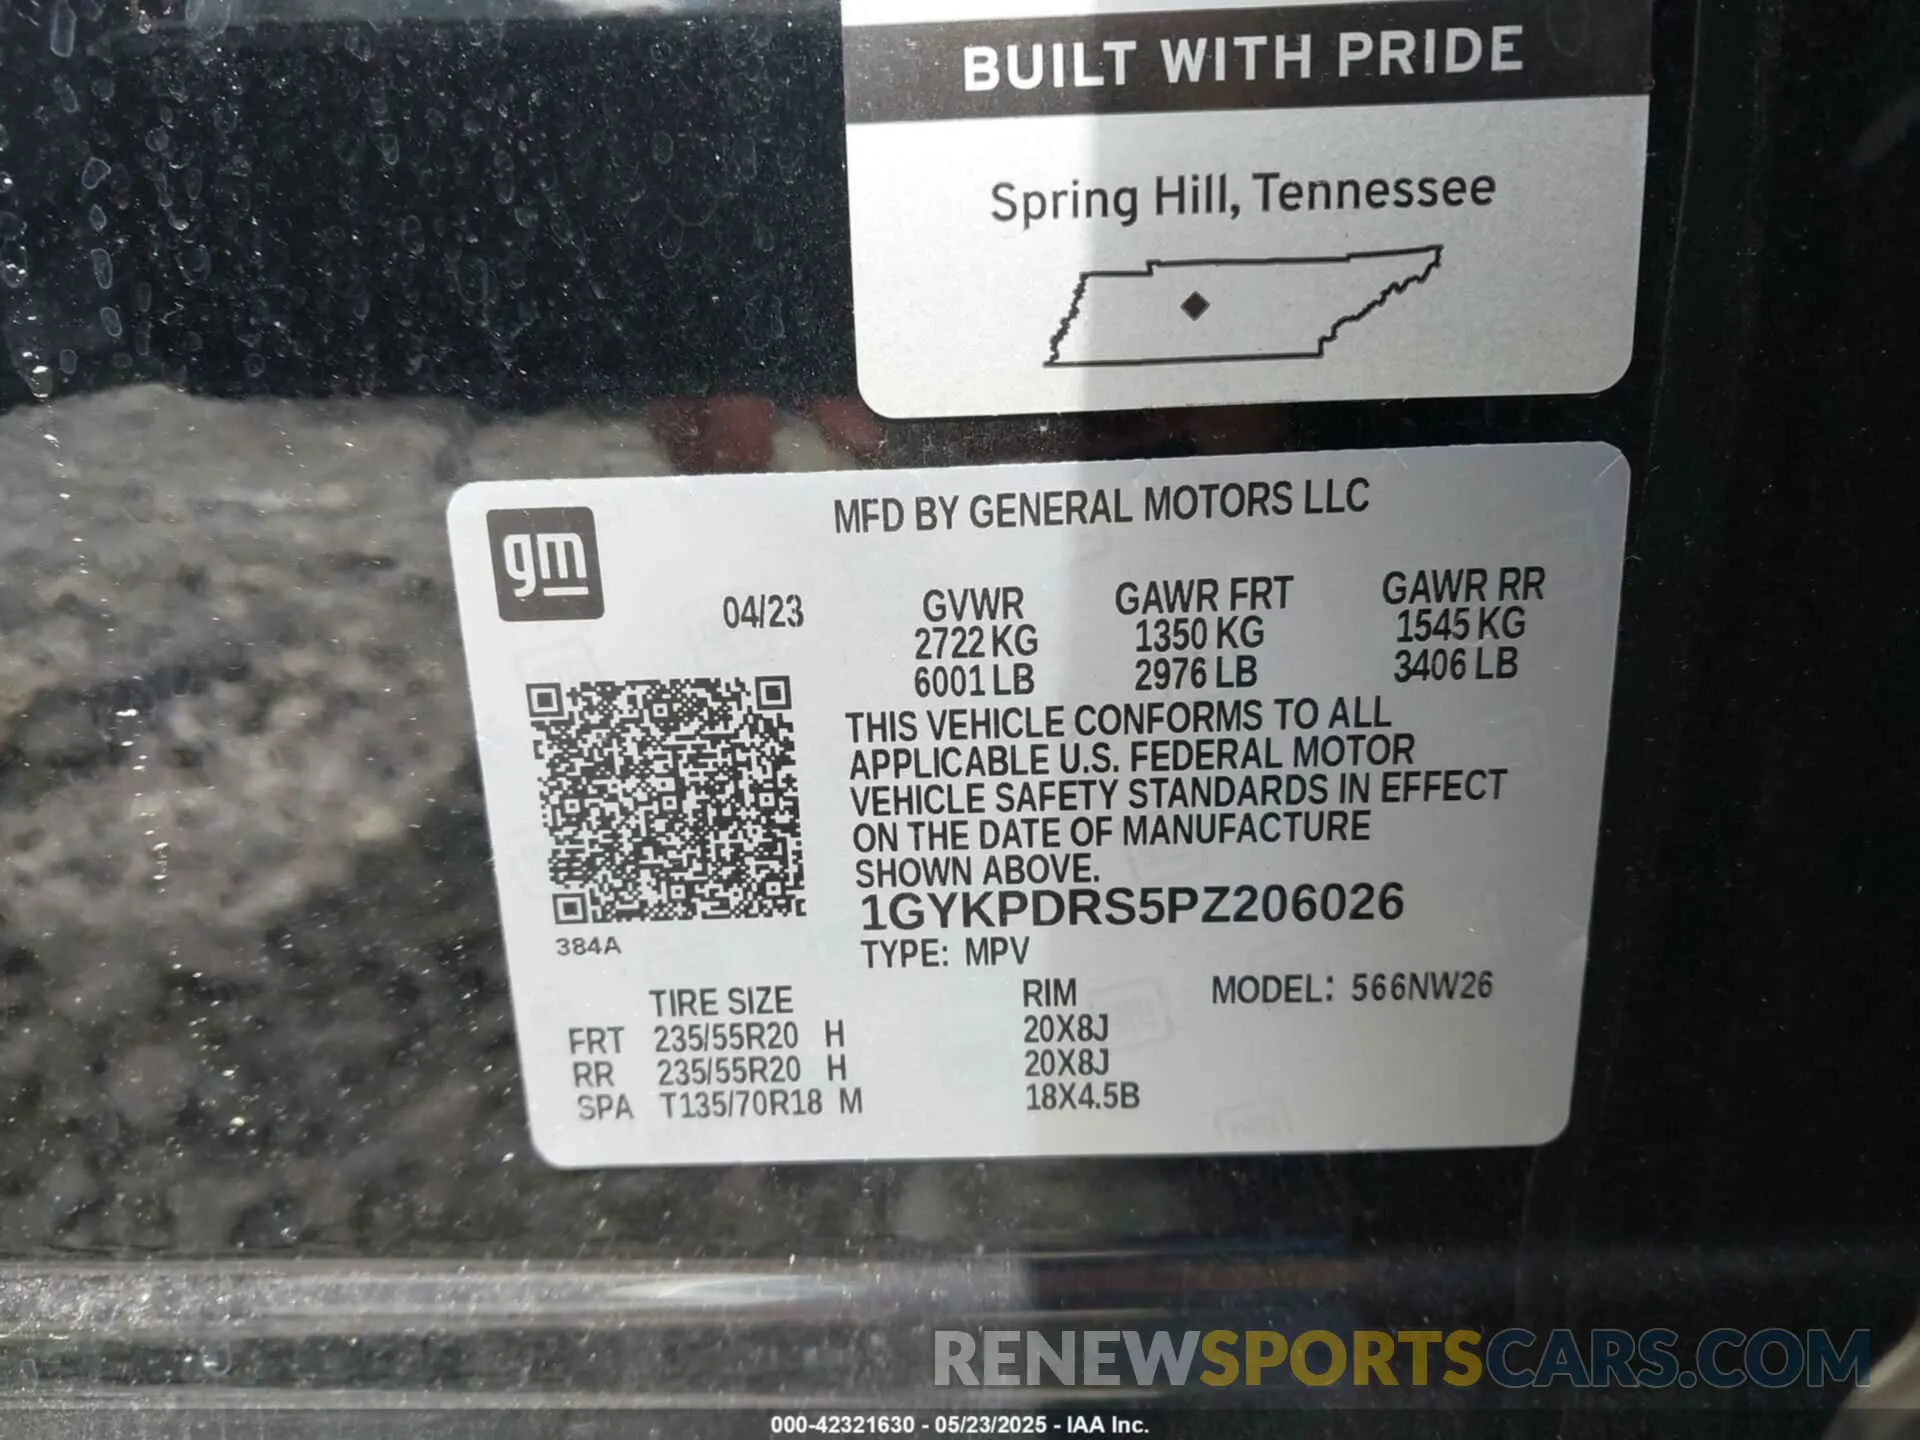 BUILT WITH PRIDE
Spring Hill, Tennessee
gm
MFD BY GENERAL MOTORS LLC
04/23
GVWR
2722 KG
6001 LB
GAWR FRT
1350 KG
2976 LB
GAWR RR
1545 KG
3406 LB
THIS VEHICLE CONFORMS TO ALL
APPLICABLE U.S. FEDERAL MOTOR
VEHICLE SAFETY STANDARDS IN EFFECT
ON THE DATE OF MANUFACTURE
SHOWN ABOVE.
1GYKPDRS5PZ206026
384A
TYPE: MPV
TIRE SIZE RIM MODEL: 566NW26
FRT 235/55R20 H 20X8J
RR 235/55R20 H 20X8J
SPA T135/70R18 M 18X4.5B
RENEWSPORTSCARS.COM
000-42321630 - 05/23/2025 - IAA Inc.